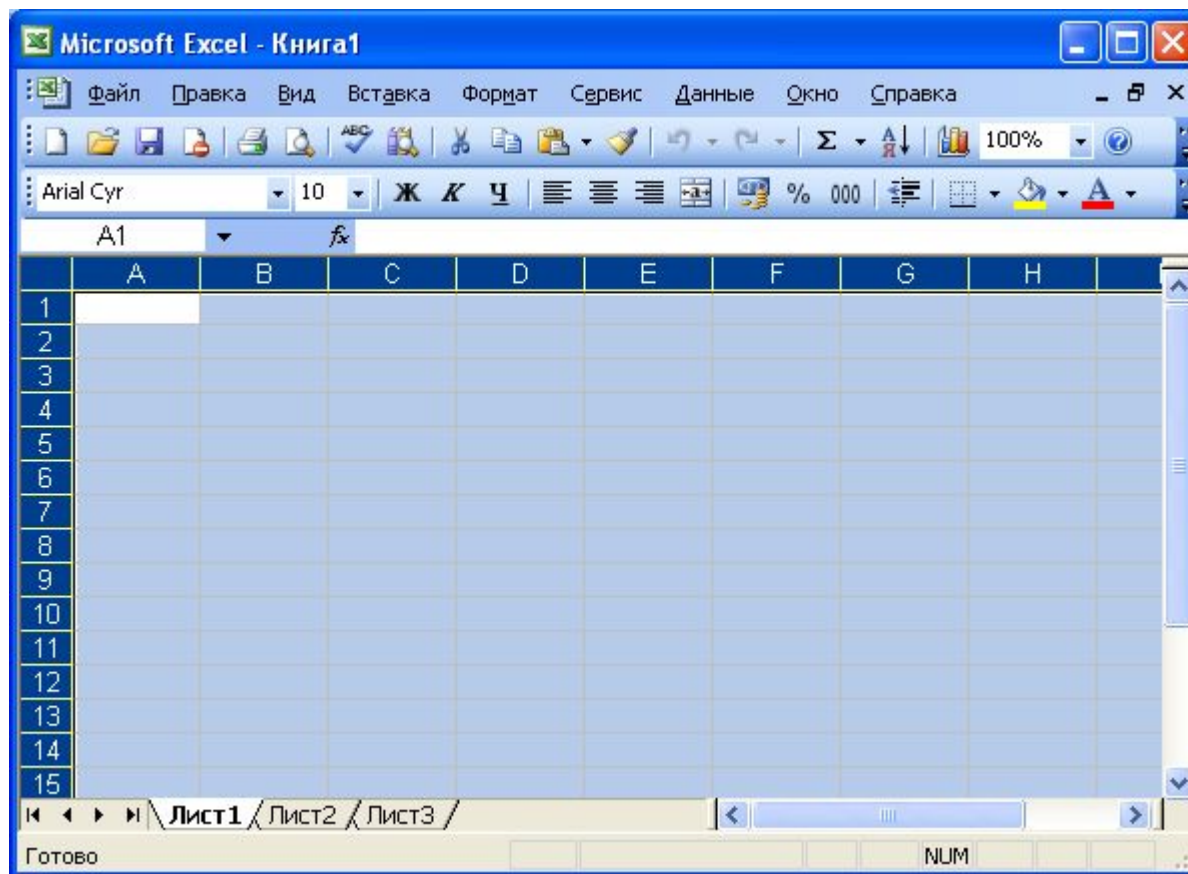 Microsoft Excel - Книга1
Файл Правка Вид Вставка Формат Сервис Данные Окно Справка
ABC Σ А Я 100%
Arial Cyr 10 Ж К Ч a % 000 A
A1 fx
A B C D E F G H
1
2
3
4
5
6
7
8
9
10
11
12
13
14
15
Лист1 Лист2 Лист3
Готово NUM